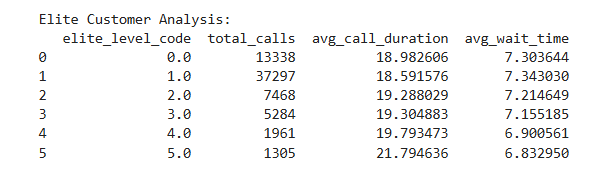 Elite Customer Analysis:
elite_level_code total_calls avg_call_duration avg_wait_time
0 0.0 13338 18.982606 7.303644
1 1.0 37297 18.591576 7.343030
2 2.0 7468 19.288029 7.214649
3 3.0 5284 19.304883 7.155185
4 4.0 1961 19.793473 6.900561
5 5.0 1305 21.794636 6.832950